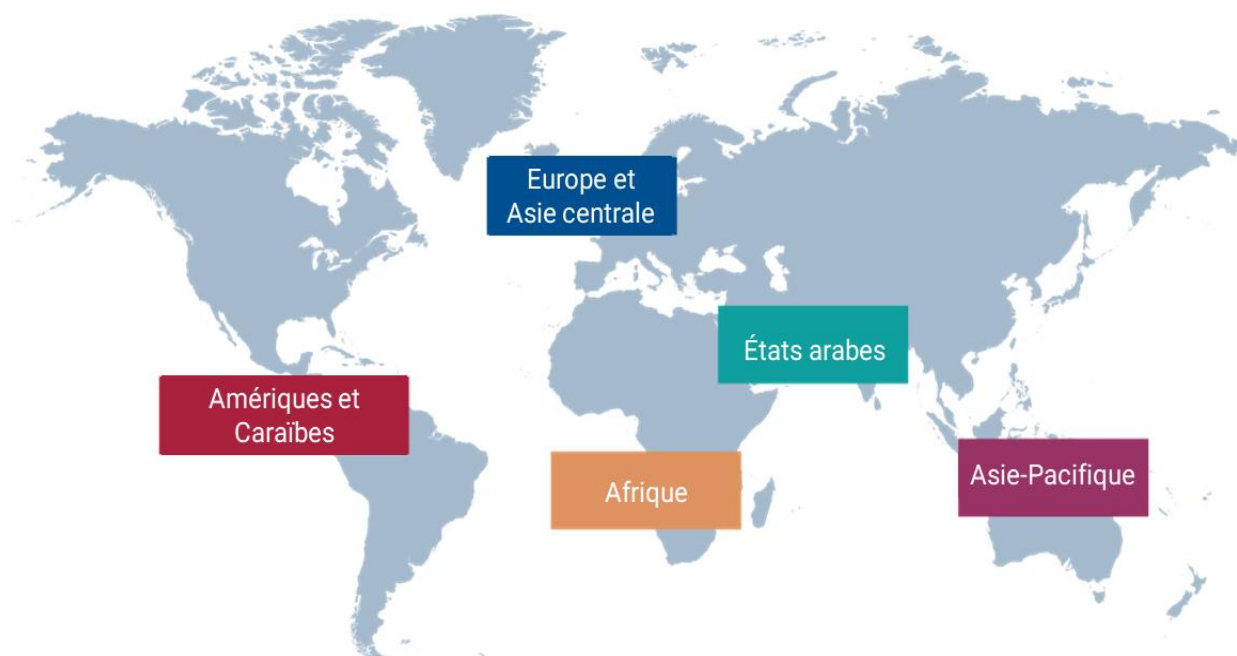 Europe et
Asie centrale
États arabes
Amériques et
Caraïbes
Afrique
Asie-Pacifique